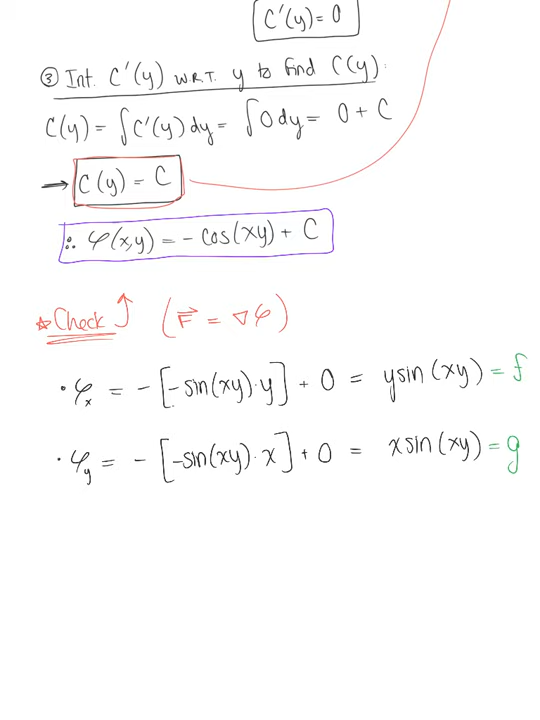 C'(y) = 0
③ Int. C'(y) W.R.T. y to find C(y):
C(y) = ∫C'(y) dy = ∫0 dy = 0 + C
→ C(y) = C
∴ φ(x,y) = - cos(xy) + C
* Check ↑ (F⃗ = ∇φ)
• φₓ = - [-sin(xy)·y] + 0 = ysin(xy) = f
• φᵧ = - [-sin(xy)·x] + 0 = xsin(xy) = g